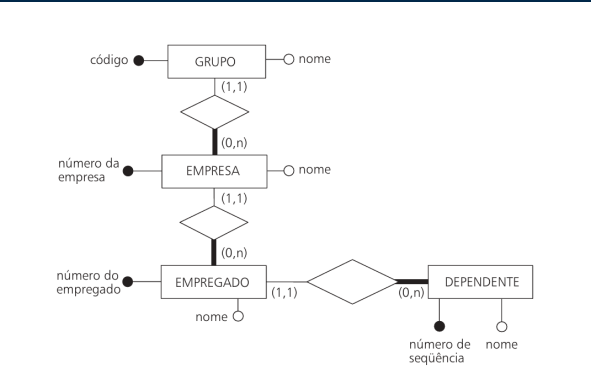 código
GRUPO
nome
(1,1)
(0,n)
número da
empresa
EMPRESA
nome
(1,1)
(0,n)
número do
empregado
EMPREGADO
(1,1)
(0,n)
DEPENDENTE
nome
número de
seqüência
nome